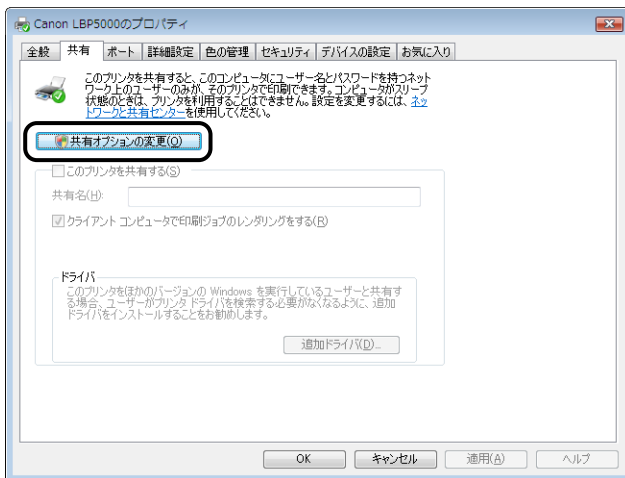 Canon LBP5000のプロパティ
全般 共有 ポート 詳細設定 色の管理 セキュリティ デバイスの設定 お気に入り
このプリンタを共有すると、このコンピュータにユーザー名とパスワードを持つネット
ワーク上のユーザーのみが、そのプリンタで印刷できます。コンピュータがスリープ
状態のときは、プリンタを利用することはできません。設定を変更するには、ネッ
トワークと共有センターを使用してください。
共有オプションの変更(O)
このプリンタを共有する(S)
共有名(H):
クライアント コンピュータで印刷ジョブのレンダリングをする(R)
ドライバ
このプリンタをほかのバージョンの Windows を実行しているユーザーと共有す
る場合、ユーザーがプリンタ ドライバを検索する必要がなくなるように、追加
ドライバをインストールすることをお勧めします。
追加ドライバ(D)...
OK キャンセル 適用(A) ヘルプ